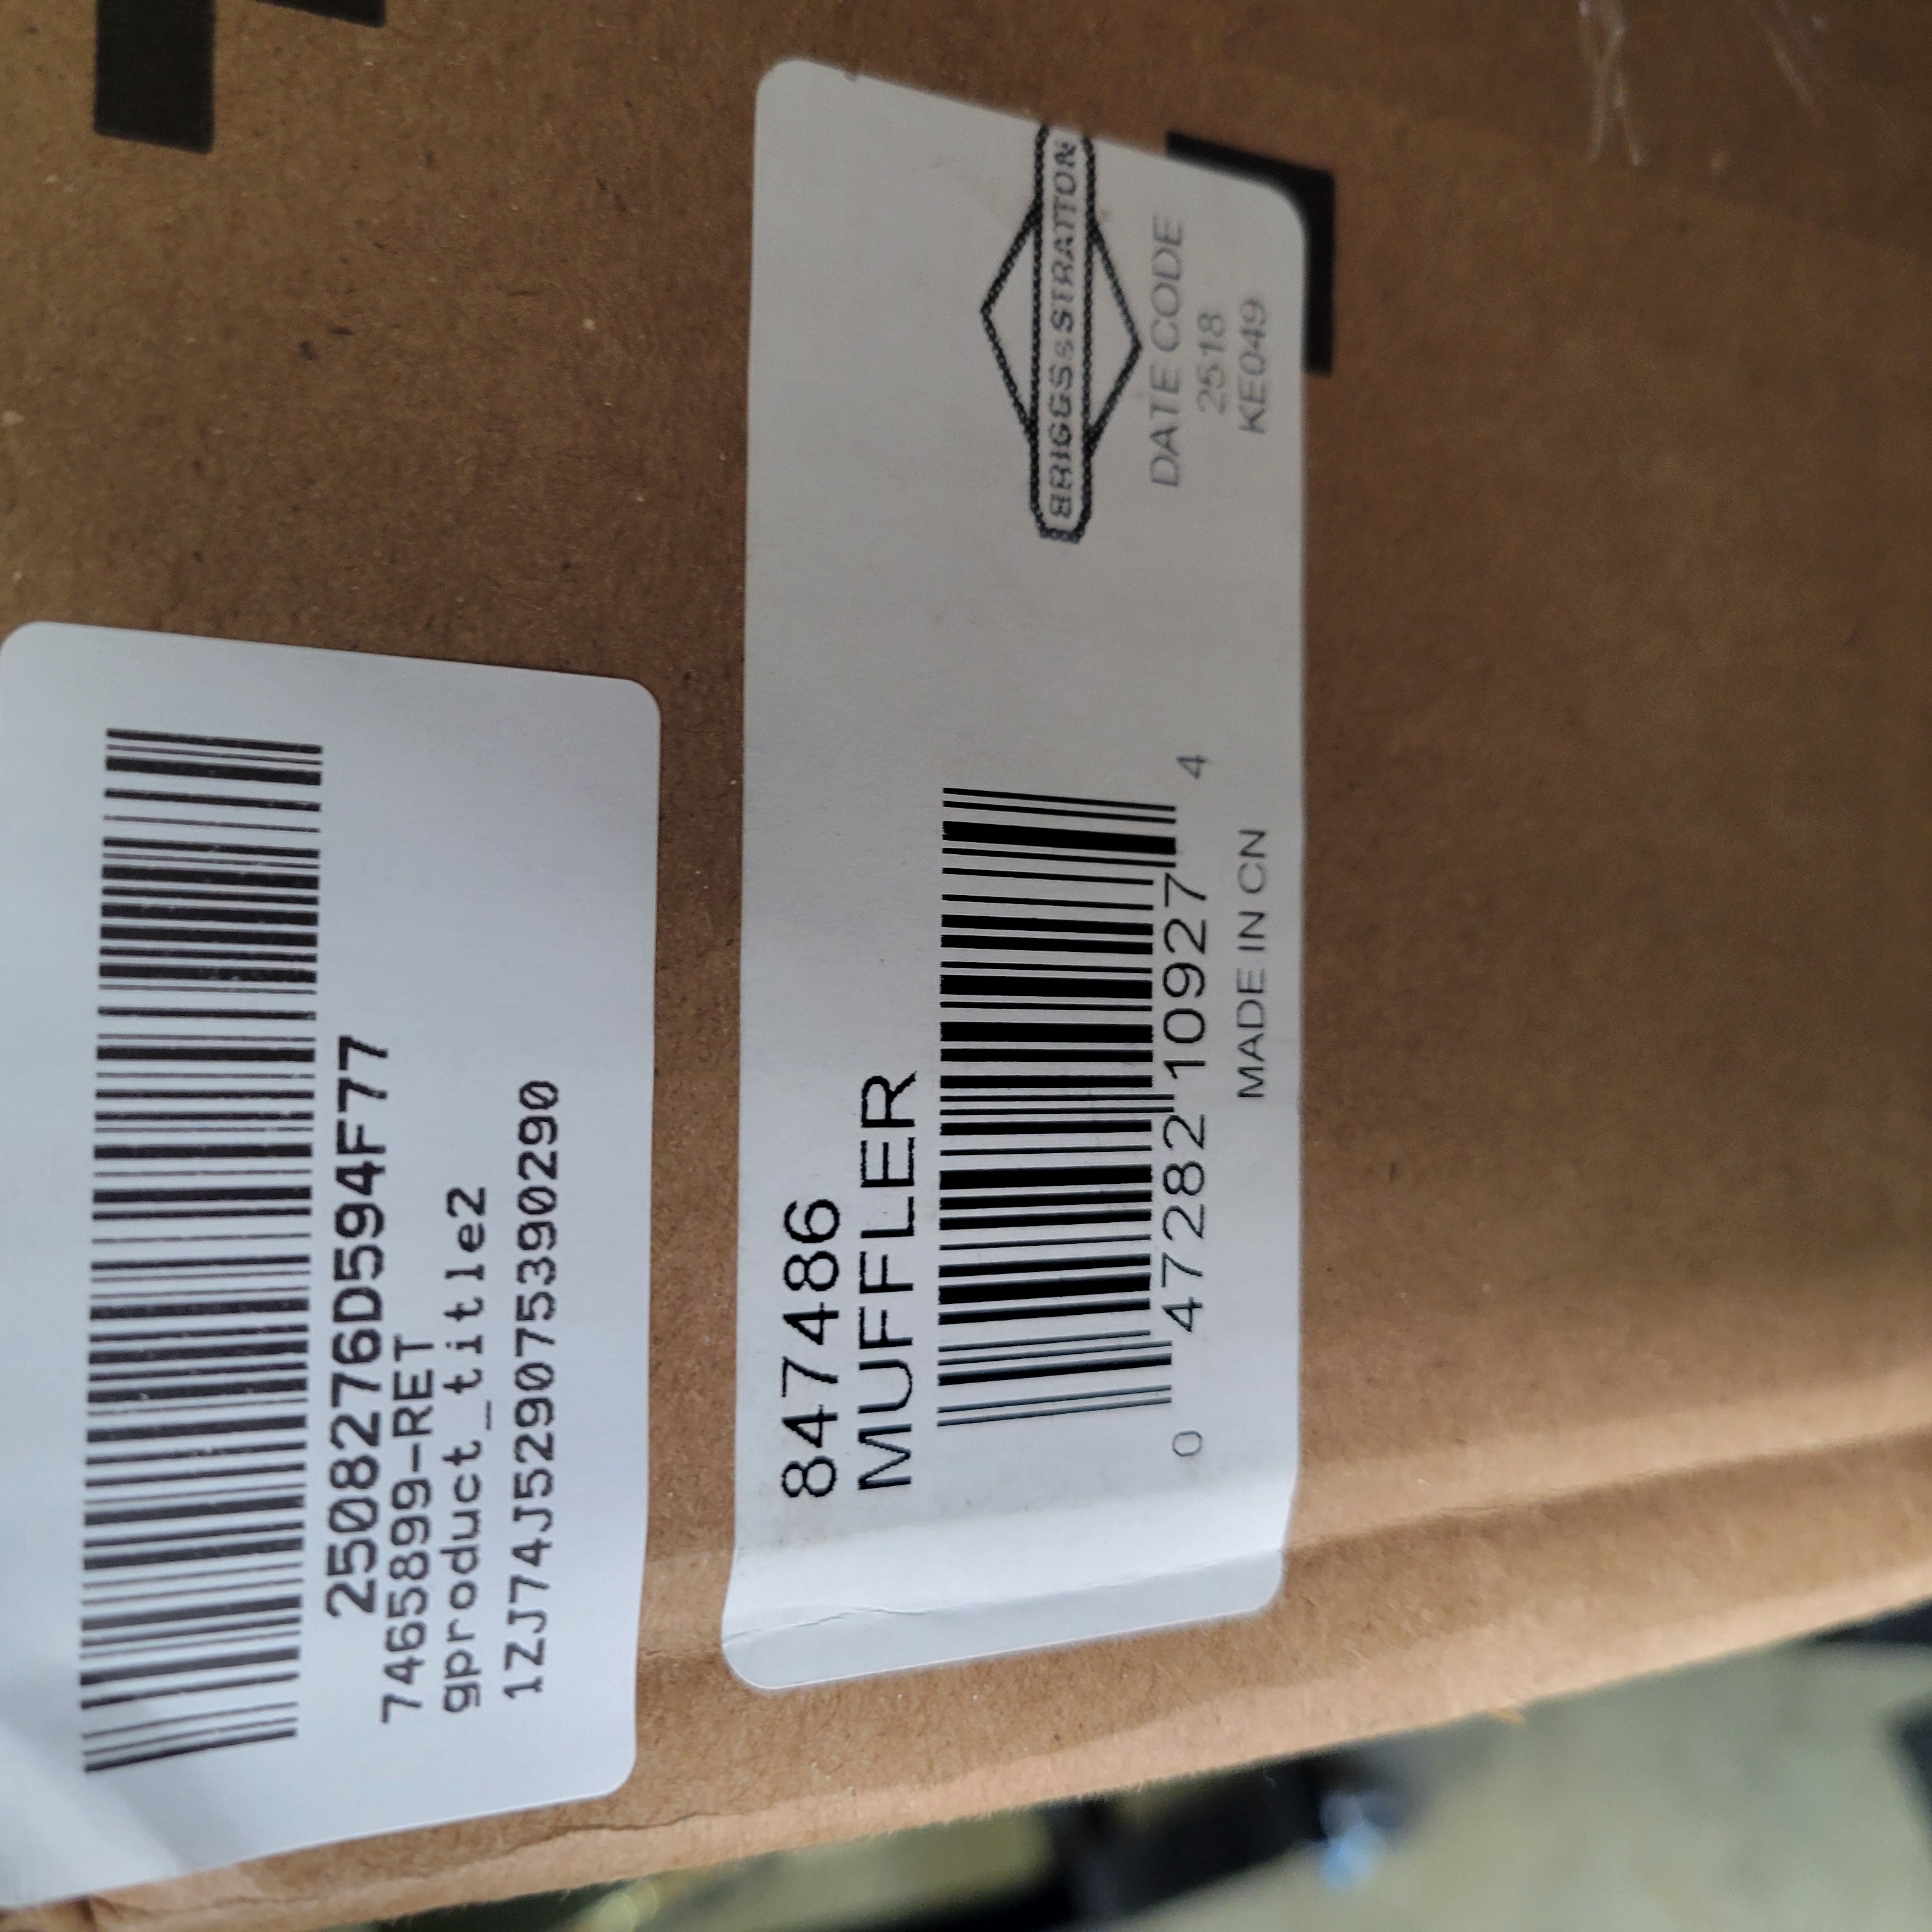 2508276D594F77
7465899-RET
gproduct_title2
1ZJ74J529075390290
847486
MUFFLER
0 47282 10927 4
MADE IN CN
BRIGGS&STRATTON
DATE CODE
2518
KE049